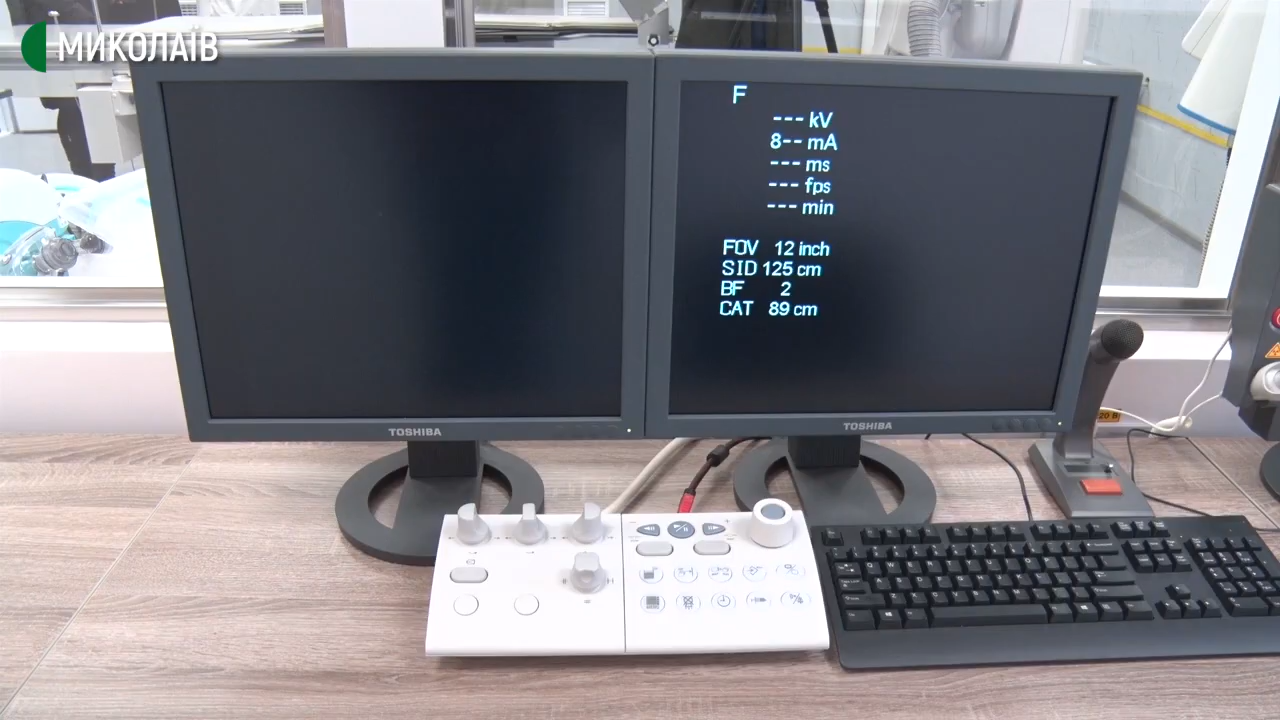 МИКОЛАЇВ
F
--- kV
8-- mA
--- ms
--- fps
--- min
FOV 12 inch
SID 125 cm
BF 2
CAT 89 cm
TOSHIBA
TOSHIBA
20 В